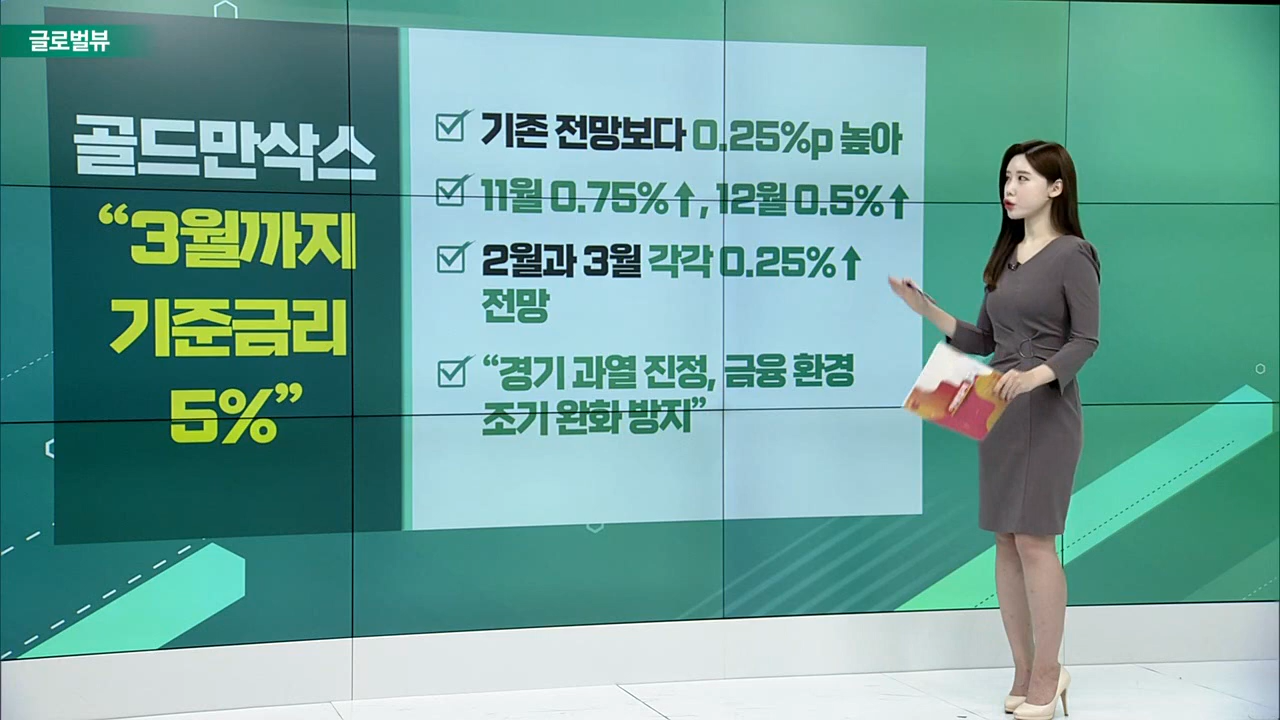 글로벌뷰
골드만삭스
“3월까지
기준금리
5%”
기존 전망보다 0.25%p 높아
11월 0.75%↑, 12월 0.5%↑
2월과 3월 각각 0.25%↑
전망
“경기 과열 진정, 금융 환경
조기 완화 방지”